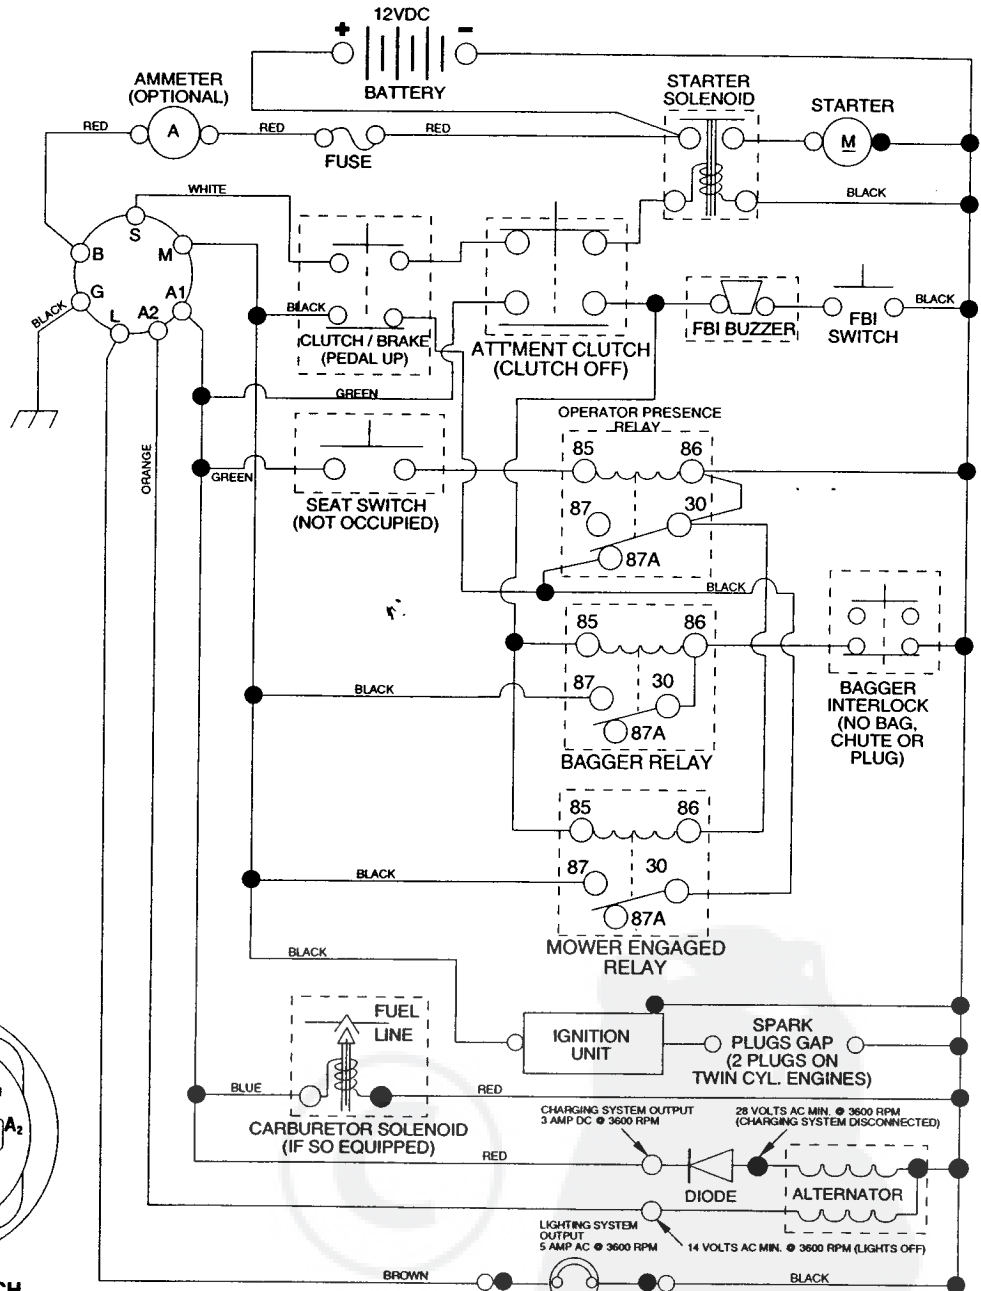 12VDC
+
-
BATTERY
AMMETER
(OPTIONAL)
RED
A
RED
FUSE
RED
STARTER
SOLENOID
STARTER
M
BLACK
WHITE
S
B
M
G
A1
L
A2
BLACK
BLACK
CLUTCH / BRAKE
(PEDAL UP)
ATT'MENT CLUTCH
(CLUTCH OFF)
FBI BUZZER
FBI
SWITCH
BLACK
GREEN
ORANGE
GREEN
SEAT SWITCH
(NOT OCCUPIED)
OPERATOR PRESENCE
RELAY
85
86
87
30
87A
BLACK
85
86
87
30
87A
BAGGER RELAY
BLACK
BAGGER
INTERLOCK
(NO BAG,
CHUTE OR
PLUG)
85
86
87
30
87A
MOWER ENGAGED
RELAY
BLACK
BLACK
IGNITION
UNIT
SPARK
PLUGS GAP
(2 PLUGS ON
TWIN CYL. ENGINES)
FUEL
LINE
BLUE
RED
CARBURETOR SOLENOID
(IF SO EQUIPPED)
CHARGING SYSTEM OUTPUT
3 AMP DC @ 3600 RPM
28 VOLTS AC MIN. @ 3600 RPM
(CHARGING SYSTEM DISCONNECTED)
RED
DIODE
ALTERNATOR
LIGHTING SYSTEM
OUTPUT
5 AMP AC @ 3600 RPM
14 VOLTS AC MIN. @ 3600 RPM (LIGHTS OFF)
BROWN
BLACK
A2
©